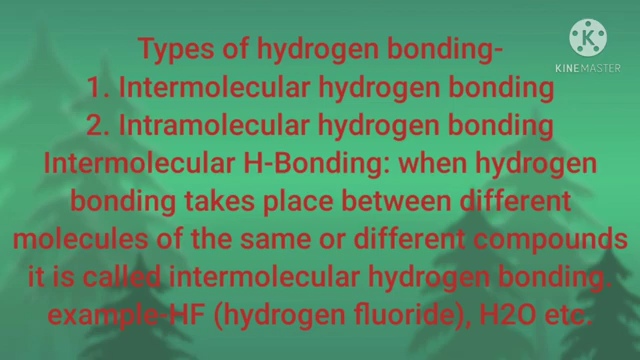 Types of hydrogen bonding-
1. Intermolecular hydrogen bonding
2. Intramolecular hydrogen bonding
Intermolecular H-Bonding: when hydrogen
bonding takes place between different
molecules of the same or different compounds
it is called intermolecular hydrogen bonding.
example-HF (hydrogen fluoride), H2O etc.
K
KINEMASTER